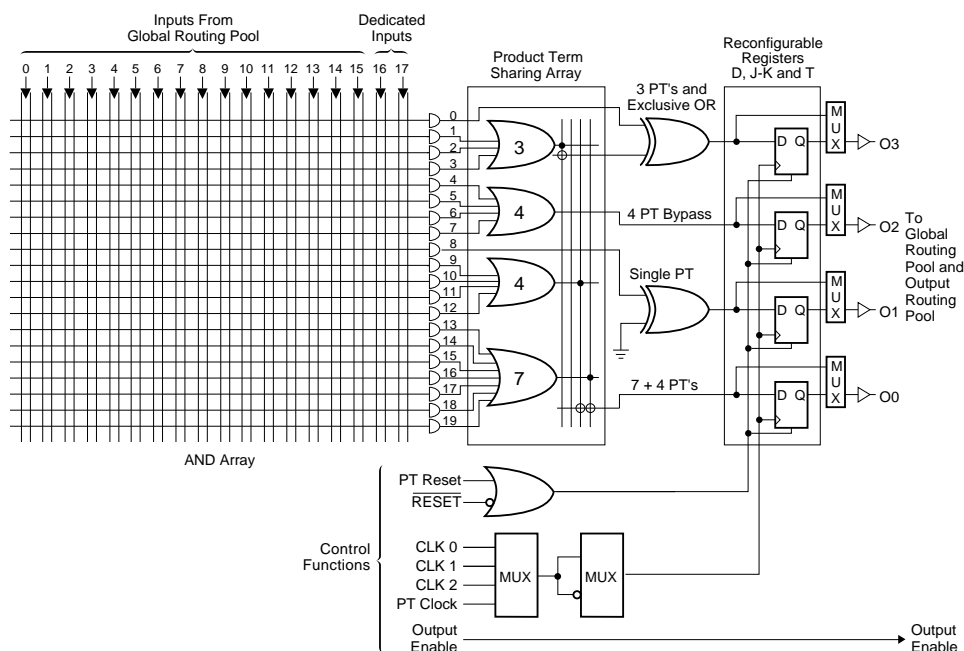 Inputs From
Global Routing Pool
Dedicated
Inputs
0 1 2 3 4 5 6 7 8 9 10 11 12 13 14 15 16 17
Product Term
Sharing Array
Reconfigurable
Registers
D, J-K and T
3 PT's and
Exclusive OR
0
1
2
3
4
5
6
7
8
9
10
11
12
13
14
15
16
17
18
19
3
4
4
7
4 PT Bypass
Single PT
7 + 4 PT's
D Q
D Q
D Q
D Q
MUX
MUX
MUX
MUX
O3
O2
O1
O0
To
Global
Routing
Pool and
Output
Routing
Pool
AND Array
Control
Functions
PT Reset
RESET
CLK 0
CLK 1
CLK 2
PT Clock
MUX
MUX
Output
Enable
Output
Enable